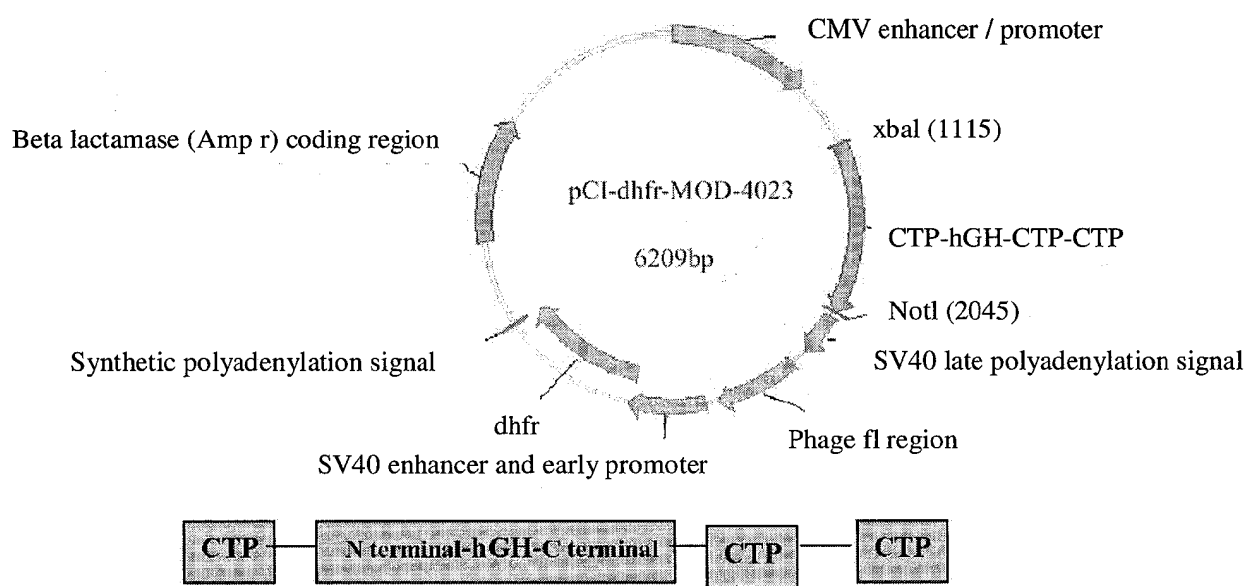 CMV enhancer / promoter
Beta lactamase (Amp r) coding region
xbal (1115)
pCI-dhfr-MOD-4023
6209bp
CTP-hGH-CTP-CTP
Notl (2045)
Synthetic polyadenylation signal
SV40 late polyadenylation signal
dhfr
Phage fl region
SV40 enhancer and early promoter
CTP N terminal-hGH-C terminal CTP CTP